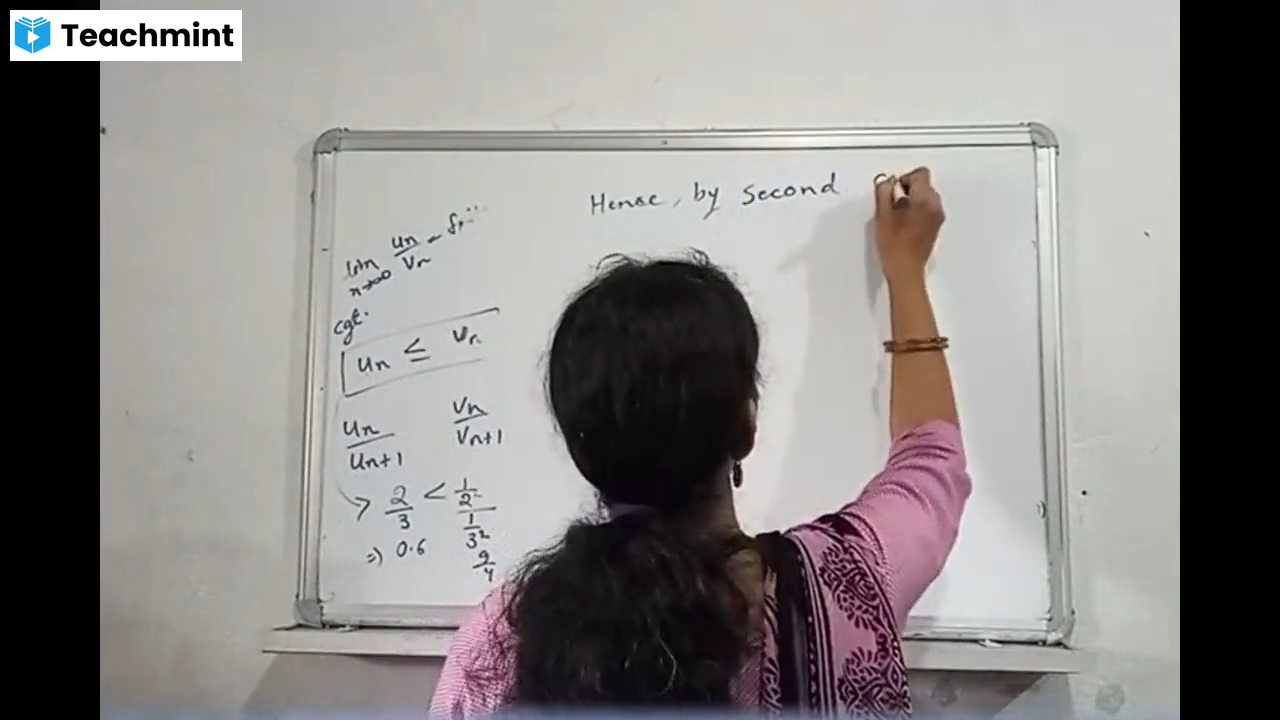 Teachmint
Hence, by second
lim un/vn = 
n→∞
cgt.
un ≤ vn
un/un+1 vn/vn+1
> 2/3 < 1/2² / 1/3²
=> 0.6 9/4